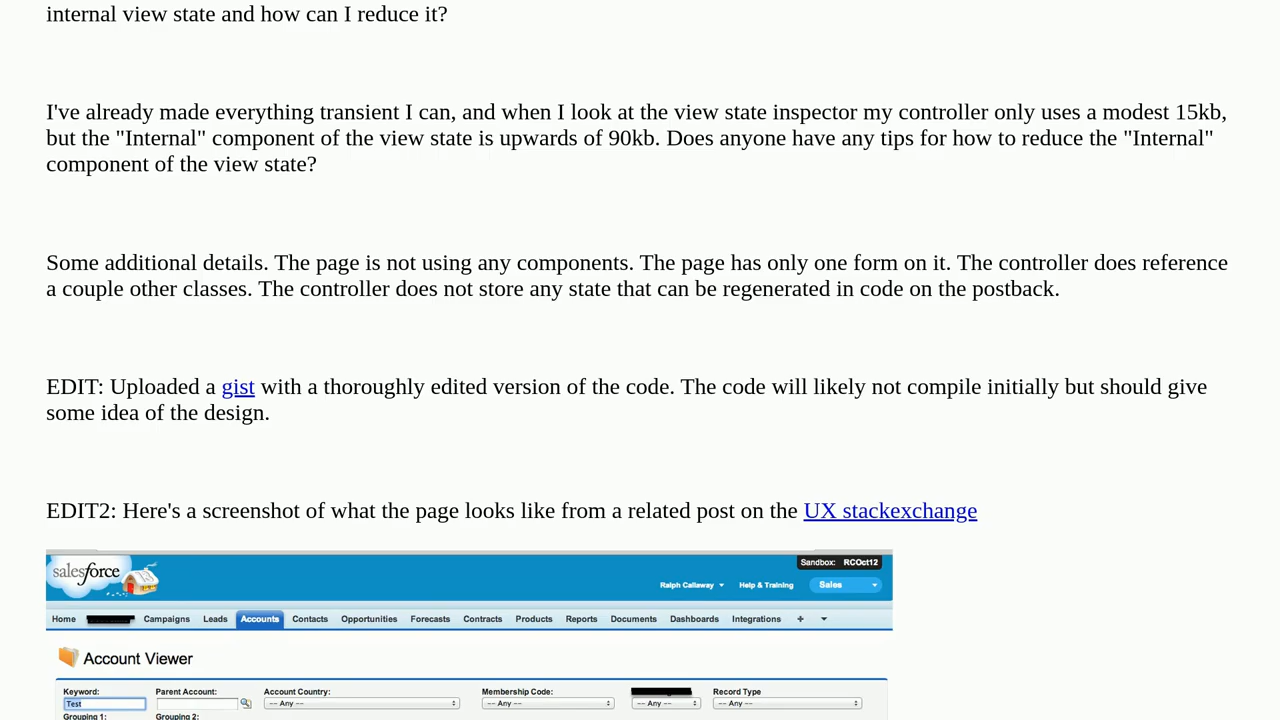 internal view state and how can I reduce it?
I've already made everything transient I can, and when I look at the view state inspector my controller only uses a modest 15kb,
but the "Internal" component of the view state is upwards of 90kb. Does anyone have any tips for how to reduce the "Internal"
component of the view state?
Some additional details. The page is not using any components. The page has only one form on it. The controller does reference
a couple other classes. The controller does not store any state that can be regenerated in code on the postback.
EDIT: Uploaded a gist with a thoroughly edited version of the code. The code will likely not compile initially but should give
some idea of the design.
EDIT2: Here's a screenshot of what the page looks like from a related post on the UX stackexchange
salesforce
Sandbox: RCOct12
Ralph Callaway Help & Training Sales
Home Campaigns Leads Accounts Contacts Opportunities Forecasts Contracts Products Reports Documents Dashboards Integrations +
Account Viewer
Keyword: Parent Account: Account Country: Membership Code: Record Type
Test -- Any -- -- Any -- -- Any -- -- Any --
Grouping 1: Grouping 2: